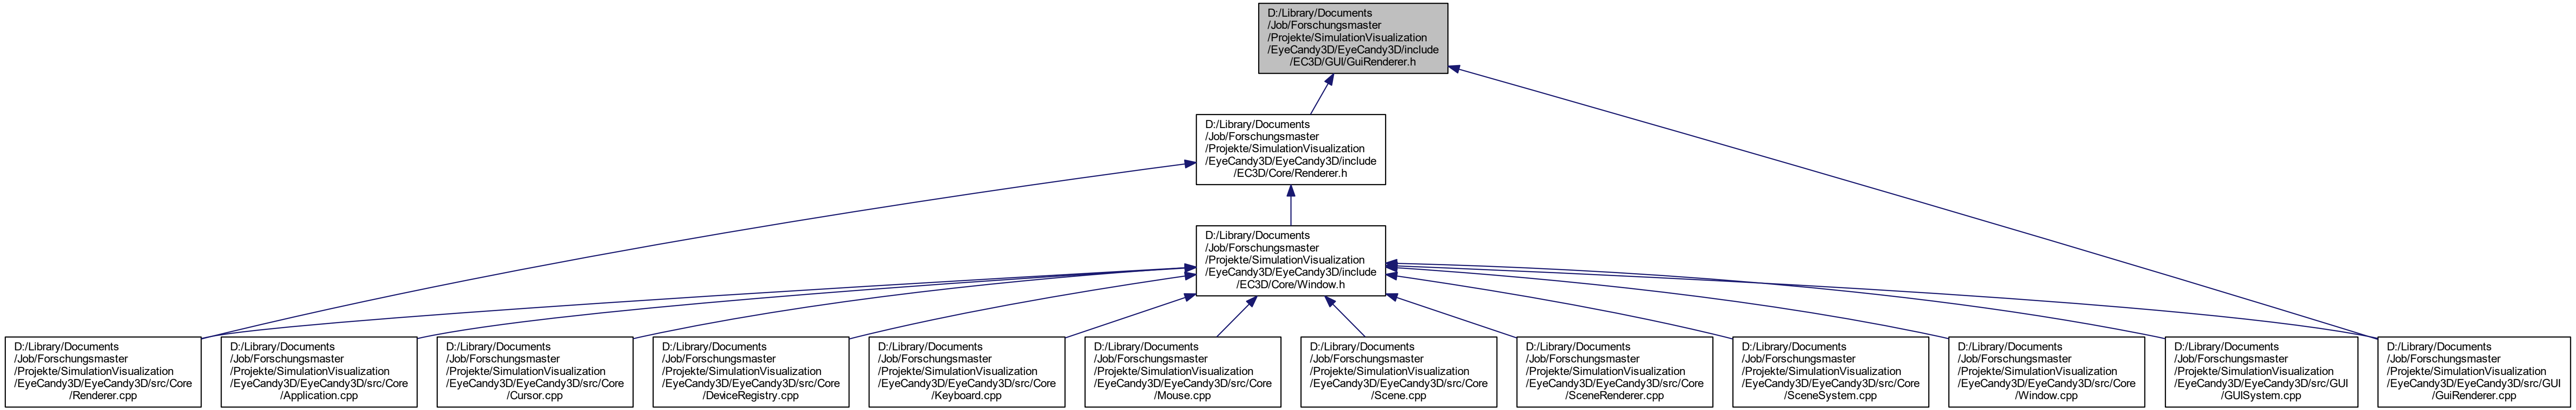 D:/Library/Documents
/Job/Forschungsmaster
/Projekte/SimulationVisualization
/EyeCandy3D/EyeCandy3D/include
/EC3D/GUI/GuiRenderer.h
D:/Library/Documents
/Job/Forschungsmaster
/Projekte/SimulationVisualization
/EyeCandy3D/EyeCandy3D/include
/EC3D/Core/Renderer.h
D:/Library/Documents
/Job/Forschungsmaster
/Projekte/SimulationVisualization
/EyeCandy3D/EyeCandy3D/include
/EC3D/Core/Window.h
D:/Library/Documents
/Job/Forschungsmaster
/Projekte/SimulationVisualization
/EyeCandy3D/EyeCandy3D/src/Core
/Renderer.cpp
D:/Library/Documents
/Job/Forschungsmaster
/Projekte/SimulationVisualization
/EyeCandy3D/EyeCandy3D/src/Core
/Application.cpp
D:/Library/Documents
/Job/Forschungsmaster
/Projekte/SimulationVisualization
/EyeCandy3D/EyeCandy3D/src/Core
/Cursor.cpp
D:/Library/Documents
/Job/Forschungsmaster
/Projekte/SimulationVisualization
/EyeCandy3D/EyeCandy3D/src/Core
/DeviceRegistry.cpp
D:/Library/Documents
/Job/Forschungsmaster
/Projekte/SimulationVisualization
/EyeCandy3D/EyeCandy3D/src/Core
/Keyboard.cpp
D:/Library/Documents
/Job/Forschungsmaster
/Projekte/SimulationVisualization
/EyeCandy3D/EyeCandy3D/src/Core
/Mouse.cpp
D:/Library/Documents
/Job/Forschungsmaster
/Projekte/SimulationVisualization
/EyeCandy3D/EyeCandy3D/src/Core
/Scene.cpp
D:/Library/Documents
/Job/Forschungsmaster
/Projekte/SimulationVisualization
/EyeCandy3D/EyeCandy3D/src/Core
/SceneRenderer.cpp
D:/Library/Documents
/Job/Forschungsmaster
/Projekte/SimulationVisualization
/EyeCandy3D/EyeCandy3D/src/Core
/SceneSystem.cpp
D:/Library/Documents
/Job/Forschungsmaster
/Projekte/SimulationVisualization
/EyeCandy3D/EyeCandy3D/src/Core
/Window.cpp
D:/Library/Documents
/Job/Forschungsmaster
/Projekte/SimulationVisualization
/EyeCandy3D/EyeCandy3D/src/GUI
/GUISystem.cpp
D:/Library/Documents
/Job/Forschungsmaster
/Projekte/SimulationVisualization
/EyeCandy3D/EyeCandy3D/src/GUI
/GuiRenderer.cpp